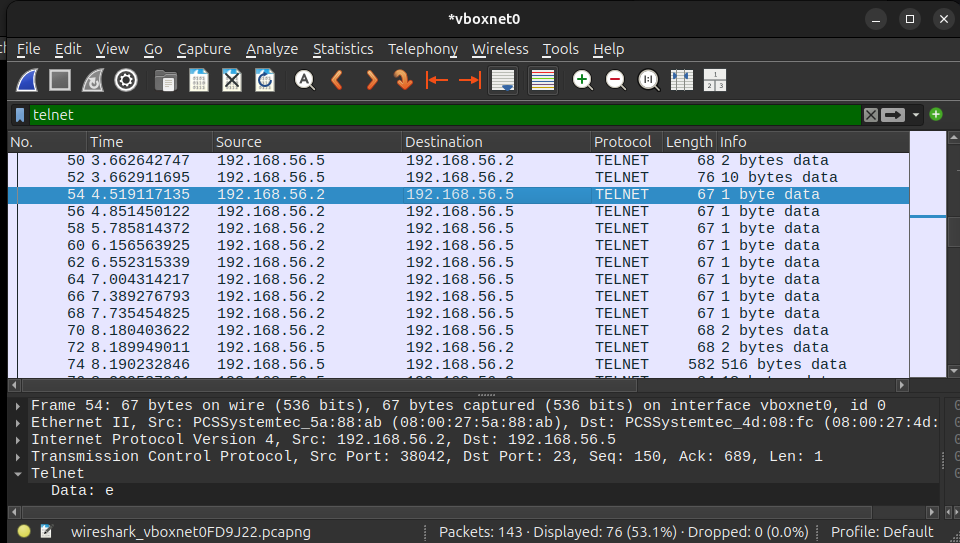 *vboxnet0
File Edit View Go Capture Analyze Statistics Telephony Wireless Tools Help
telnet
No. Time Source Destination Protocol Length Info
50 3.662642747 192.168.56.5 192.168.56.2 TELNET 68 2 bytes data
52 3.662911695 192.168.56.5 192.168.56.2 TELNET 76 10 bytes data
54 4.519117135 192.168.56.2 192.168.56.5 TELNET 67 1 byte data
56 4.851450122 192.168.56.2 192.168.56.5 TELNET 67 1 byte data
58 5.785814372 192.168.56.2 192.168.56.5 TELNET 67 1 byte data
60 6.156563925 192.168.56.2 192.168.56.5 TELNET 67 1 byte data
62 6.552315339 192.168.56.2 192.168.56.5 TELNET 67 1 byte data
64 7.004314217 192.168.56.2 192.168.56.5 TELNET 67 1 byte data
66 7.389276793 192.168.56.2 192.168.56.5 TELNET 67 1 byte data
68 7.735454825 192.168.56.2 192.168.56.5 TELNET 67 1 byte data
70 8.180403622 192.168.56.2 192.168.56.5 TELNET 68 2 bytes data
72 8.189949011 192.168.56.5 192.168.56.2 TELNET 68 2 bytes data
74 8.190232846 192.168.56.5 192.168.56.2 TELNET 582 516 bytes data
Frame 54: 67 bytes on wire (536 bits), 67 bytes captured (536 bits) on interface vboxnet0, id 0
Ethernet II, Src: PCSSystemtec_5a:88:ab (08:00:27:5a:88:ab), Dst: PCSSystemtec_4d:08:fc (08:00:27:4d:
Internet Protocol Version 4, Src: 192.168.56.2, Dst: 192.168.56.5
Transmission Control Protocol, Src Port: 38042, Dst Port: 23, Seq: 150, Ack: 689, Len: 1
Telnet
Data: e
wireshark_vboxnet0FD9J22.pcapng Packets: 143 · Displayed: 76 (53.1%) · Dropped: 0 (0.0%) Profile: Default